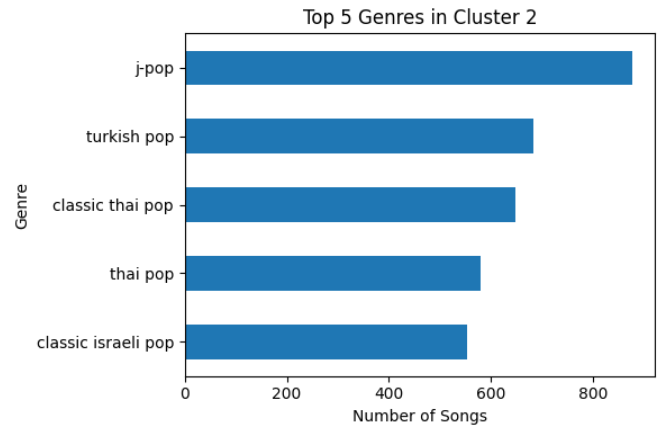 Top 5 Genres in Cluster 2
Genre
j-pop
turkish pop
classic thai pop
thai pop
classic israeli pop
0 200 400 600 800
Number of Songs